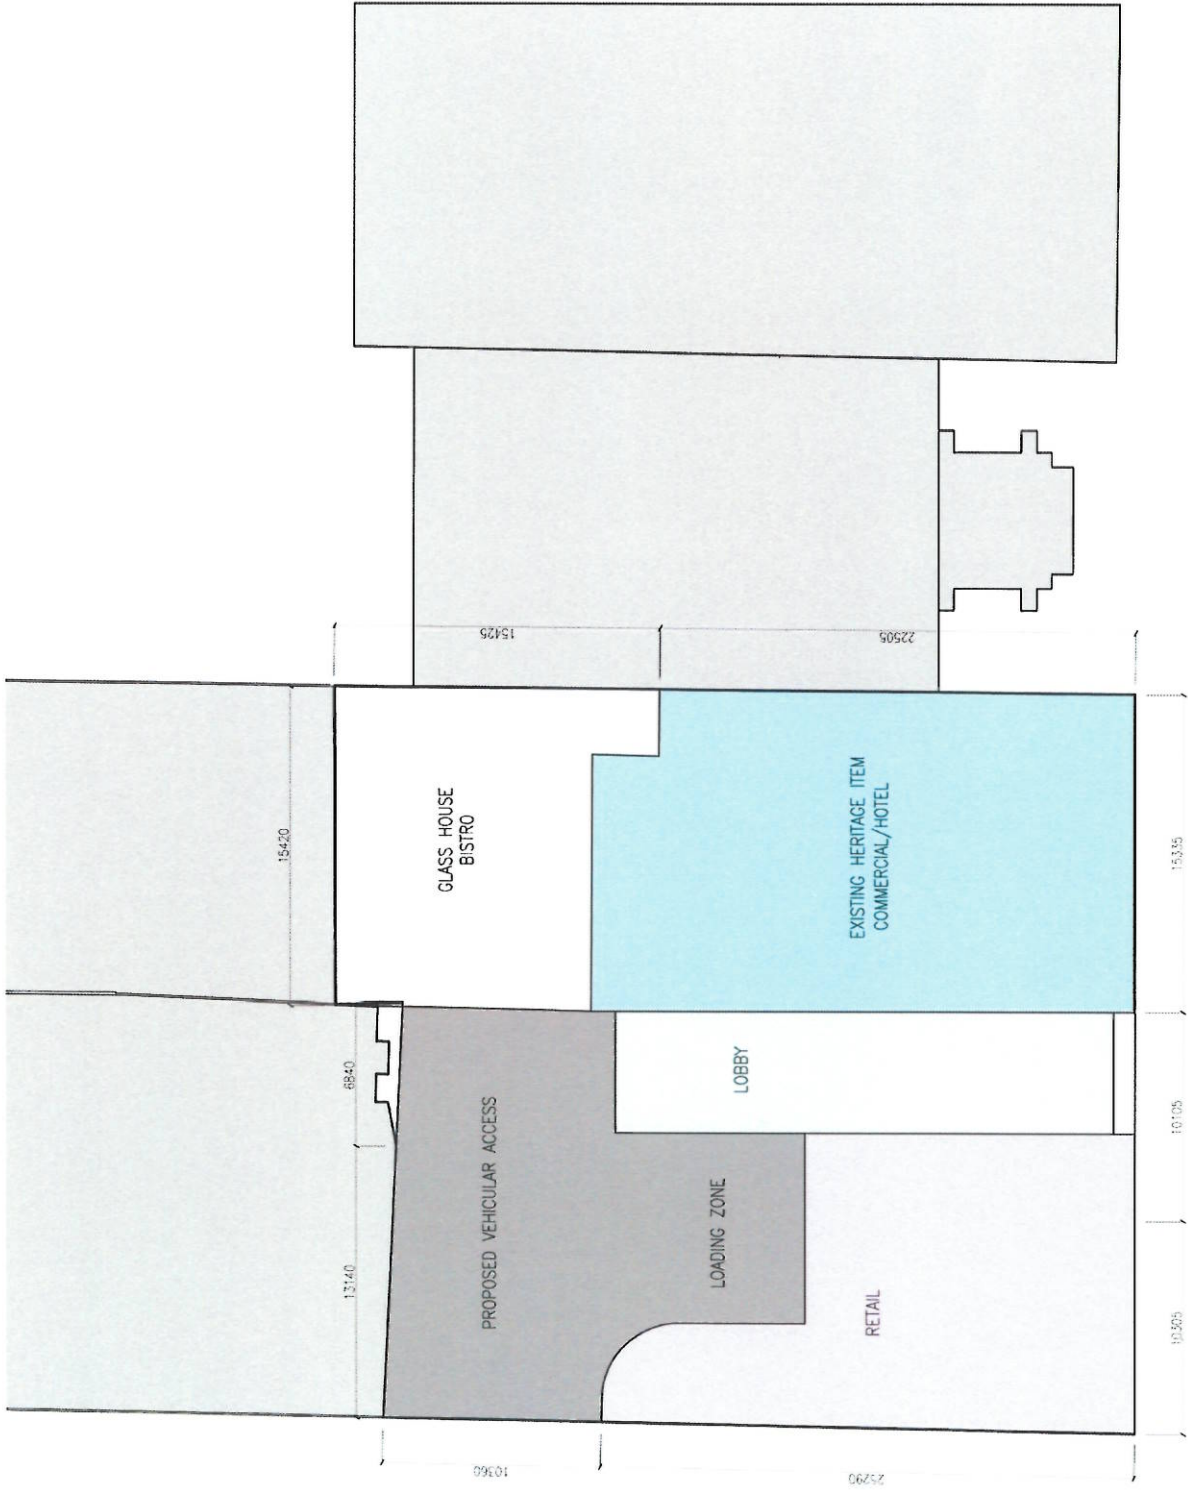 15425
22505
15420
GLASS HOUSE
BISTRO
EXISTING HERITAGE ITEM
COMMERCIAL/HOTEL
15335
6840
LOBBY
10105
PROPOSED VEHICULAR ACCESS
LOADING ZONE
13140
RETAIL
10305
10360
25290